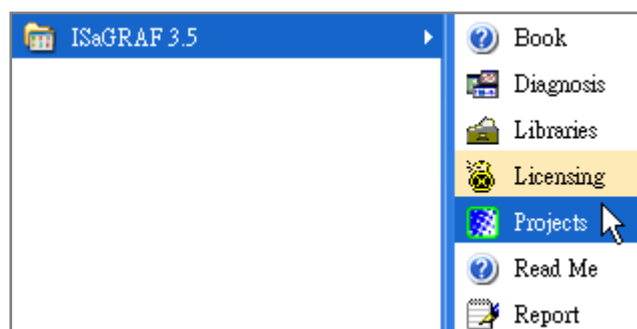 ISaGRAF 3.5
Book
Diagnosis
Libraries
Licensing
Projects
Read Me
Report